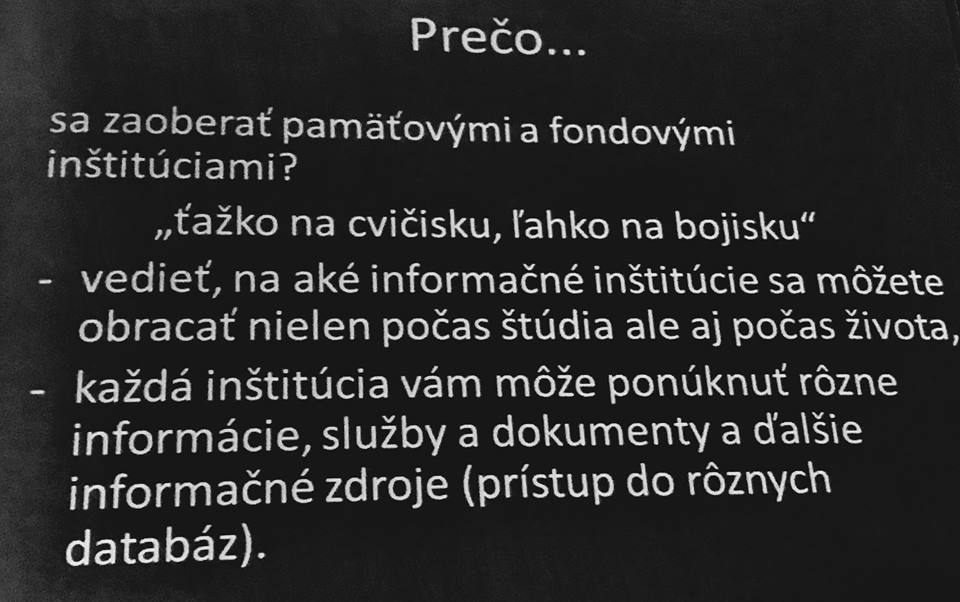 Prečo...
sa zaoberať pamäťovými a fondovými
inštitúciami?
„ťažko na cvičisku, ľahko na bojisku“
- vedieť, na aké informačné inštitúcie sa môžete
obracať nielen počas štúdia ale aj počas života,
- každá inštitúcia vám môže ponúknuť rôzne
informácie, služby a dokumenty a ďalšie
informačné zdroje (prístup do rôznych
databáz).